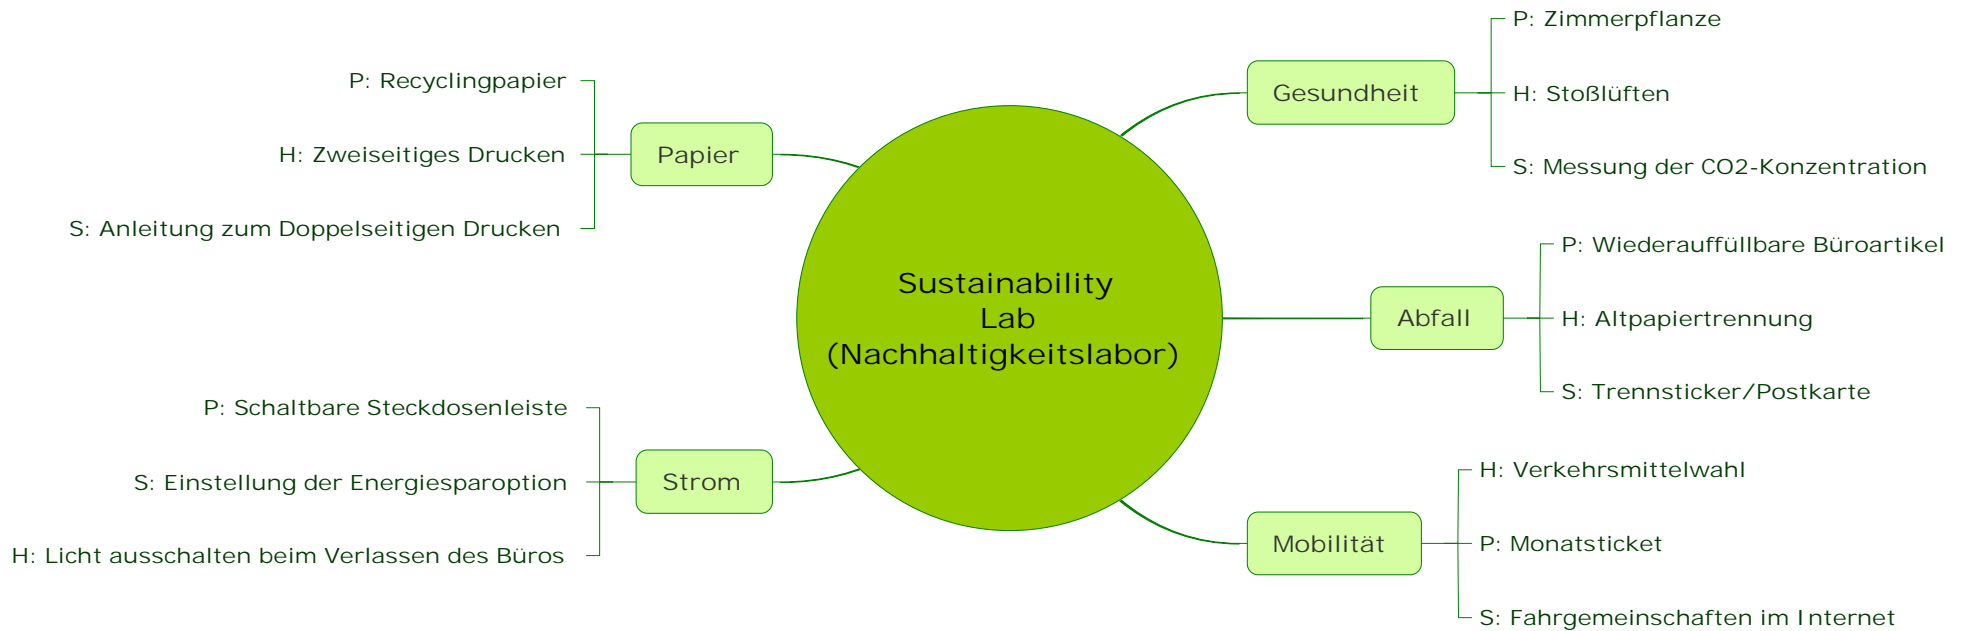 Sustainability
Lab
(Nachhaltigkeitslabor)
Papier
P: Recyclingpapier
H: Zweiseitiges Drucken
S: Anleitung zum Doppelseitigen Drucken
Strom
P: Schaltbare Steckdosenleiste
S: Einstellung der Energiesparoption
H: Licht ausschalten beim Verlassen des Büros
Gesundheit
P: Zimmerpflanze
H: Stoßlüften
S: Messung der CO2-Konzentration
Abfall
P: Wiederauffüllbare Büroartikel
H: Altpapiertrennung
S: Trennsticker/Postkarte
Mobilität
H: Verkehrsmittelwahl
P: Monatsticket
S: Fahrgemeinschaften im Internet